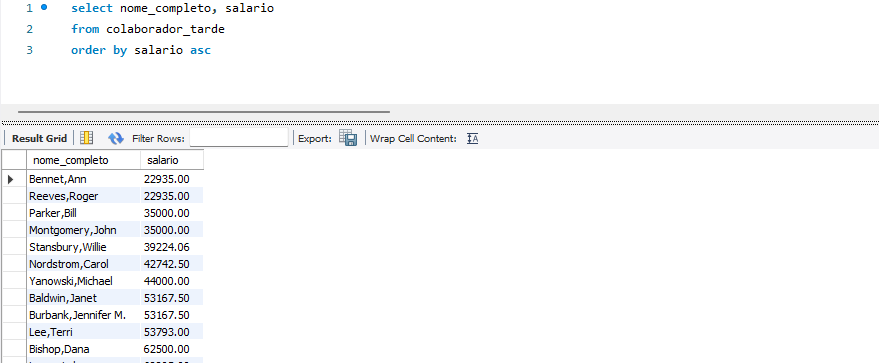 1 select nome_completo, salario
2 from colaborador_tarde
3 order by salario asc
Result Grid Filter Rows: Export: Wrap Cell Content: IA
nome_completo salario
Bennet,Ann 22935.00
Reeves,Roger 22935.00
Parker,Bill 35000.00
Montgomery,John 35000.00
Stansbury,Willie 39224.06
Nordstrom,Carol 42742.50
Yanowski,Michael 44000.00
Baldwin,Janet 53167.50
Burbank,Jennifer M. 53167.50
Lee,Terri 53793.00
Bishop,Dana 62500.00